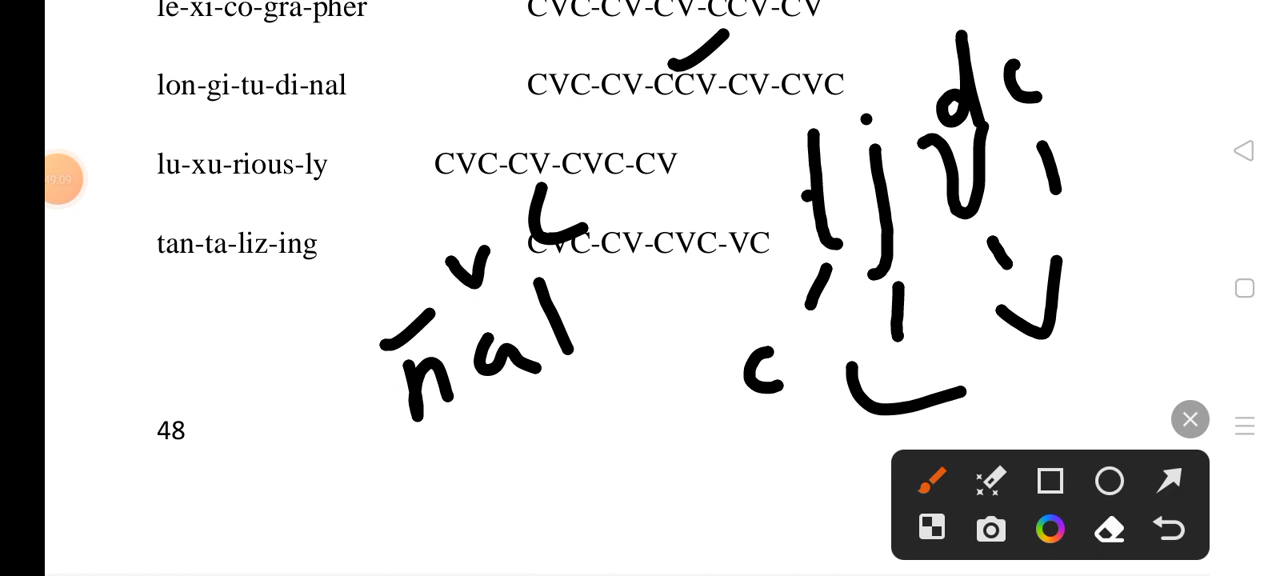 le-xi-co-gra-pher CVC-CV-CV-CCV-CV
lon-gi-tu-di-nal CVC-CV-CCV-CV-CVC
lu-xu-rious-ly CVC-CV-CVC-CV
49:09
tan-ta-liz-ing CVC-CV-CVC-VC
d c
v
nal
c
48